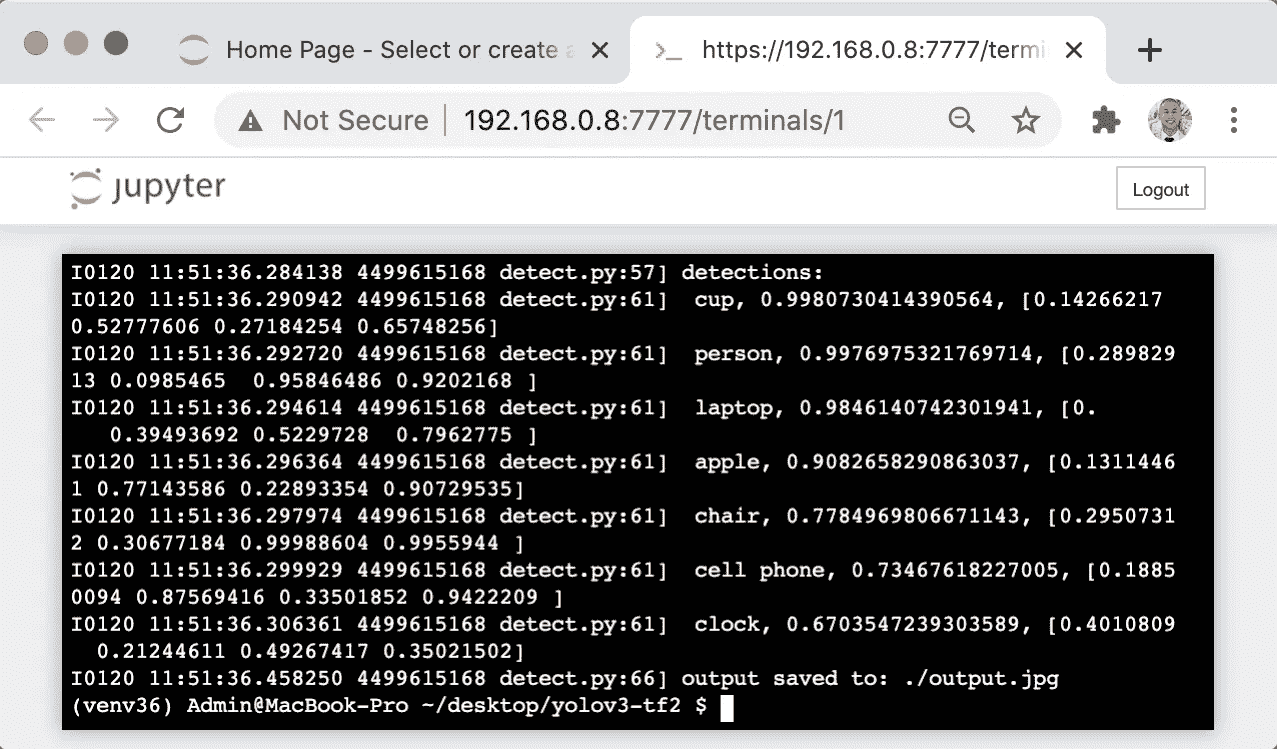 Home Page - Select or create a
https://192.168.0.8:7777/termi
Not Secure | 192.168.0.8:7777/terminals/1
jupyter
Logout
I0120 11:51:36.284138 4499615168 detect.py:57] detections:
I0120 11:51:36.290942 4499615168 detect.py:61]  cup, 0.9980730414390564, [0.14266217
0.52777606 0.27184254 0.65748256]
I0120 11:51:36.292720 4499615168 detect.py:61]  person, 0.9976975321769714, [0.289829
13 0.0985465  0.95846486 0.9202168 ]
I0120 11:51:36.294614 4499615168 detect.py:61]  laptop, 0.9846140742301941, [0.
   0.39493692 0.5229728  0.7962775 ]
I0120 11:51:36.296364 4499615168 detect.py:61]  apple, 0.9082658290863037, [0.1311446
1 0.77143586 0.22893354 0.90729535]
I0120 11:51:36.297974 4499615168 detect.py:61]  chair, 0.7784969806671143, [0.2950731
2 0.30677184 0.99988604 0.9955944 ]
I0120 11:51:36.299929 4499615168 detect.py:61]  cell phone, 0.73467618227005, [0.1885
0094 0.87569416 0.33501852 0.9422209 ]
I0120 11:51:36.306361 4499615168 detect.py:61]  clock, 0.6703547239303589, [0.4010809
  0.21244611 0.49267417 0.35021502]
I0120 11:51:36.458250 4499615168 detect.py:66] output saved to: ./output.jpg
(venv36) Admin@MacBook-Pro ~/desktop/yolov3-tf2 $